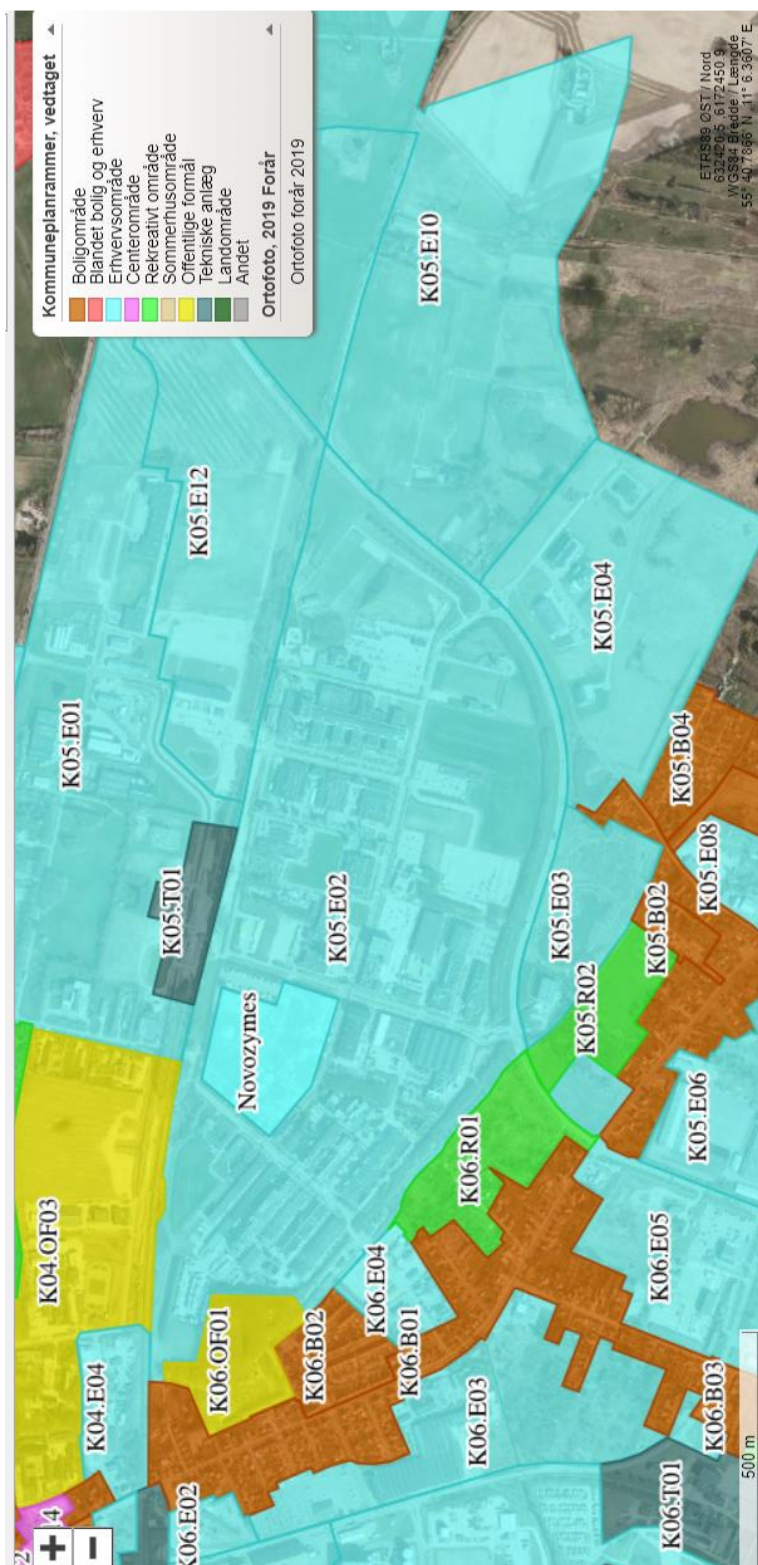 Kommuneplanrammer, vedtaget
Boligområde
Blandet bolig og erhverv
Erhvervsområde
Centerområde
Rekreativt område
Sommerhusområde
Offentlige formål
Tekniske anlæg
Landområde
Andet
Ortofoto, 2019 Forår
Ortofoto forår 2019
+
−
4
K04.E04
K04.OF03
K05.T01
K05.E01
K05.E12
K06.E02
K06.OF01
Novozymes
K05.E02
K05.E10
K06.B02
K06.E04
K06.B01
K06.E03
K06.R01
K05.R02
K05.E03
K05.E04
K06.E05
K05.E06
K05.B02
K05.E08
K05.B04
K06.T01
K06.B03
500 m
ETRS89 ØST / Nord
632420.5, 6172450.9
WGS84 Bredde / Længde
55° 40.7866' N, 11° 6.3607' E